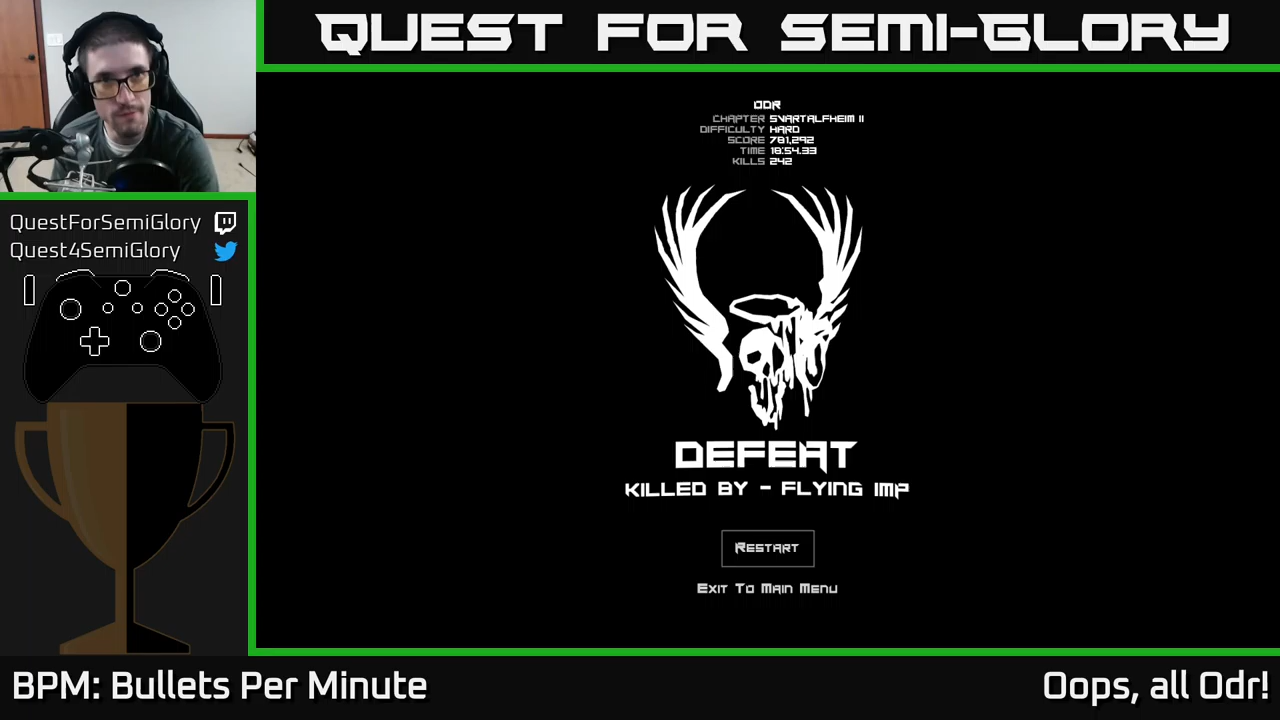 QUEST FOR SEMI-GLORY
QuestForSemiGlory
Quest4SemiGlory
ODR
CHAPTER SVARTALFHEIM II
DIFFICULTY HARD
SCORE 781,292
TIME 18:54.33
KILLS 242
DEFEAT
KILLED BY - FLYING IMP
RESTART
EXIT TO MAIN MENU
BPM: Bullets Per Minute
Oops, all Odr!